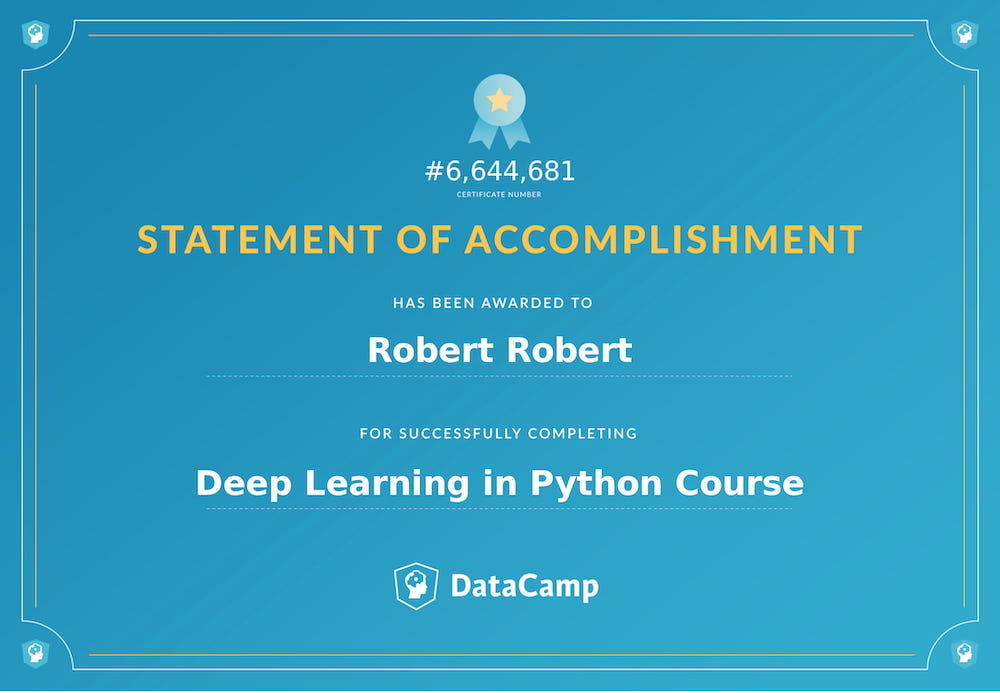 #6,644,681
CERTIFICATE NUMBER
STATEMENT OF ACCOMPLISHMENT
HAS BEEN AWARDED TO
Robert Robert
FOR SUCCESSFULLY COMPLETING
Deep Learning in Python Course
DataCamp